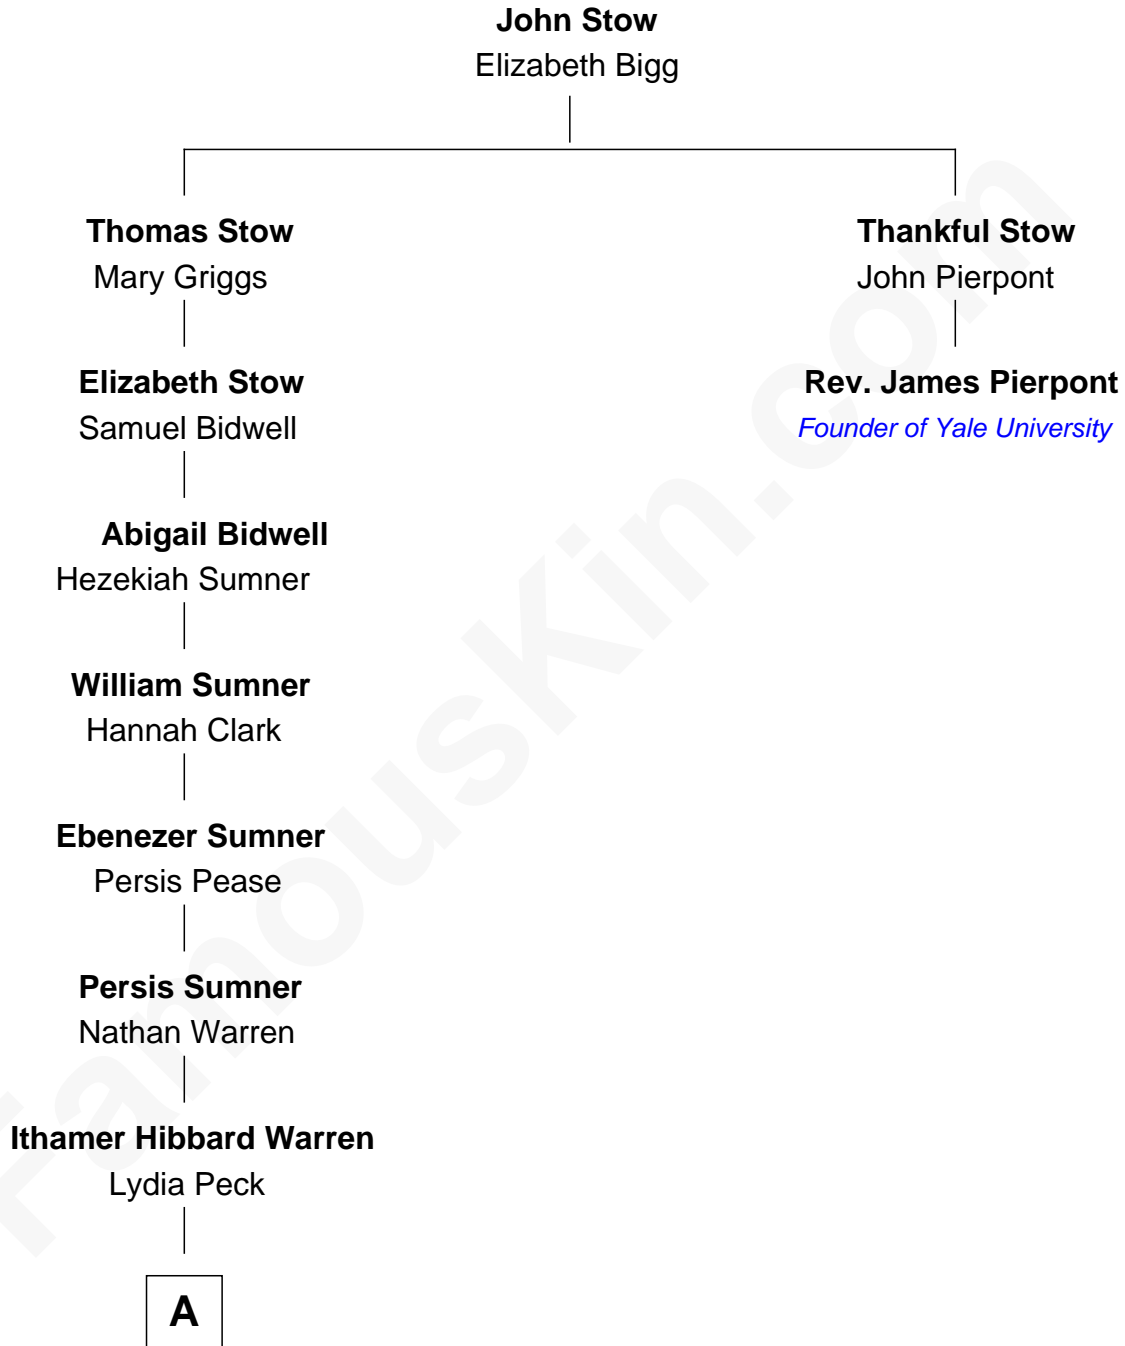 John Stow
Elizabeth Bigg
Thomas Stow
Mary Griggs
Thankful Stow
John Pierpont
Elizabeth Stow
Samuel Bidwell
Rev. James Pierpont
Founder of Yale University
Abigail Bidwell
Hezekiah Sumner
William Sumner
Hannah Clark
Ebenezer Sumner
Persis Pease
Persis Sumner
Nathan Warren
Ithamer Hibbard Warren
Lydia Peck
A
FamousKin.com